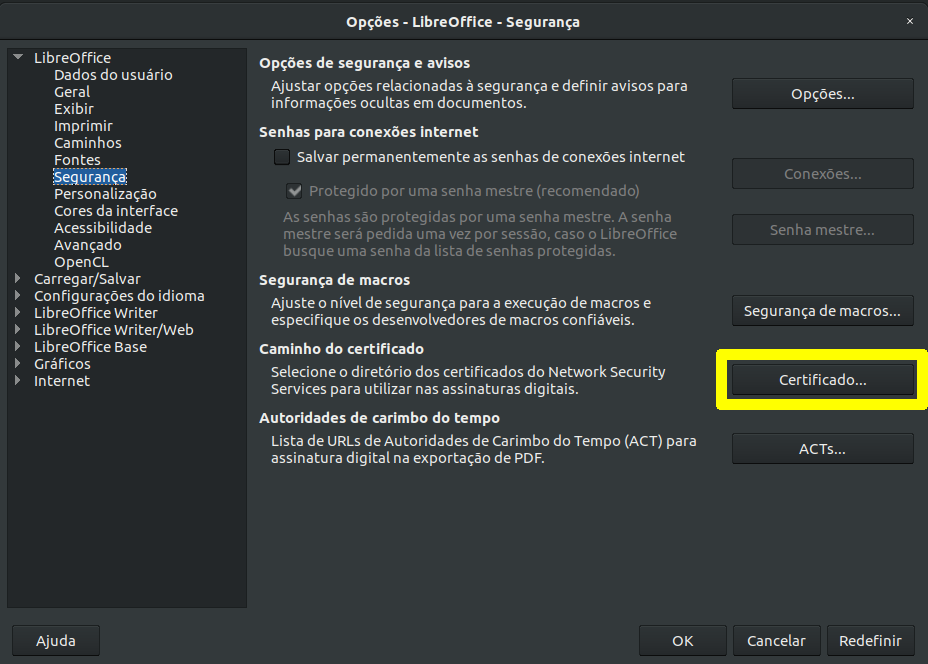 Opções - LibreOffice - Segurança
×
LibreOffice
Dados do usuário
Geral
Exibir
Imprimir
Caminhos
Fontes
Segurança
Personalização
Cores da interface
Acessibilidade
Avançado
OpenCL
Carregar/Salvar
Configurações do idioma
LibreOffice Writer
LibreOffice Writer/Web
LibreOffice Base
Gráficos
Internet
Opções de segurança e avisos
Ajustar opções relacionadas à segurança e definir avisos para
informações ocultas em documentos.
Opções...
Senhas para conexões internet
Salvar permanentemente as senhas de conexões internet
Conexões...
Protegido por uma senha mestre (recomendado)
As senhas são protegidas por uma senha mestre. A senha
mestre será pedida uma vez por sessão, caso o LibreOffice
busque uma senha da lista de senhas protegidas.
Senha mestre...
Segurança de macros
Ajuste o nível de segurança para a execução de macros e
especifique os desenvolvedores de macros confiáveis.
Segurança de macros...
Caminho do certificado
Selecione o diretório dos certificados do Network Security
Services para utilizar nas assinaturas digitais.
Certificado...
Autoridades de carimbo do tempo
Lista de URLs de Autoridades de Carimbo do Tempo (ACT) para
assinatura digital na exportação de PDF.
ACTs...
Ajuda
OK
Cancelar
Redefinir